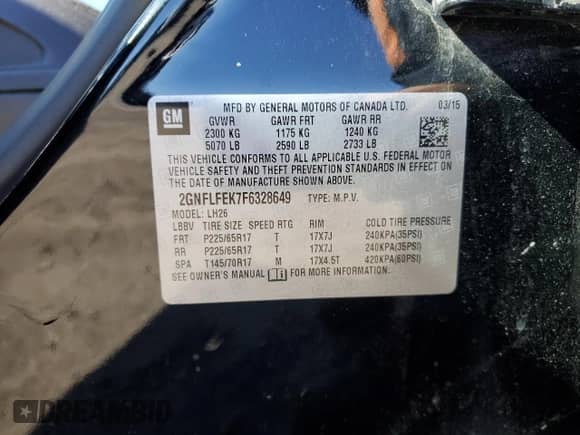 GM
MFD BY GENERAL MOTORS OF CANADA LTD. 03/15
GVWR GAWR FRT GAWR RR
2300 KG 1175 KG 1240 KG
5070 LB 2590 LB 2733 LB
THIS VEHICLE CONFORMS TO ALL APPLICABLE U.S. FEDERAL MOTOR
VEHICLE SAFETY AND THEFT PREVENTION STANDARDS IN EFFECT ON
THE DATE OF MANUFACTURE SHOWN ABOVE.
2GNFLFEK7F6328649 TYPE: M.P.V.
MODEL: LH26
LBBV TIRE SIZE SPEED RTG RIM COLD TIRE PRESSURE
FRT P225/65R17 T 17X7J 240KPA(35PSI)
RR P225/65R17 T 17X7J 240KPA(35PSI)
SPA T145/70R17 M 17X4.5T 420KPA(60PSI)
SEE OWNER'S MANUAL FOR MORE INFORMATION.
DREAMBID